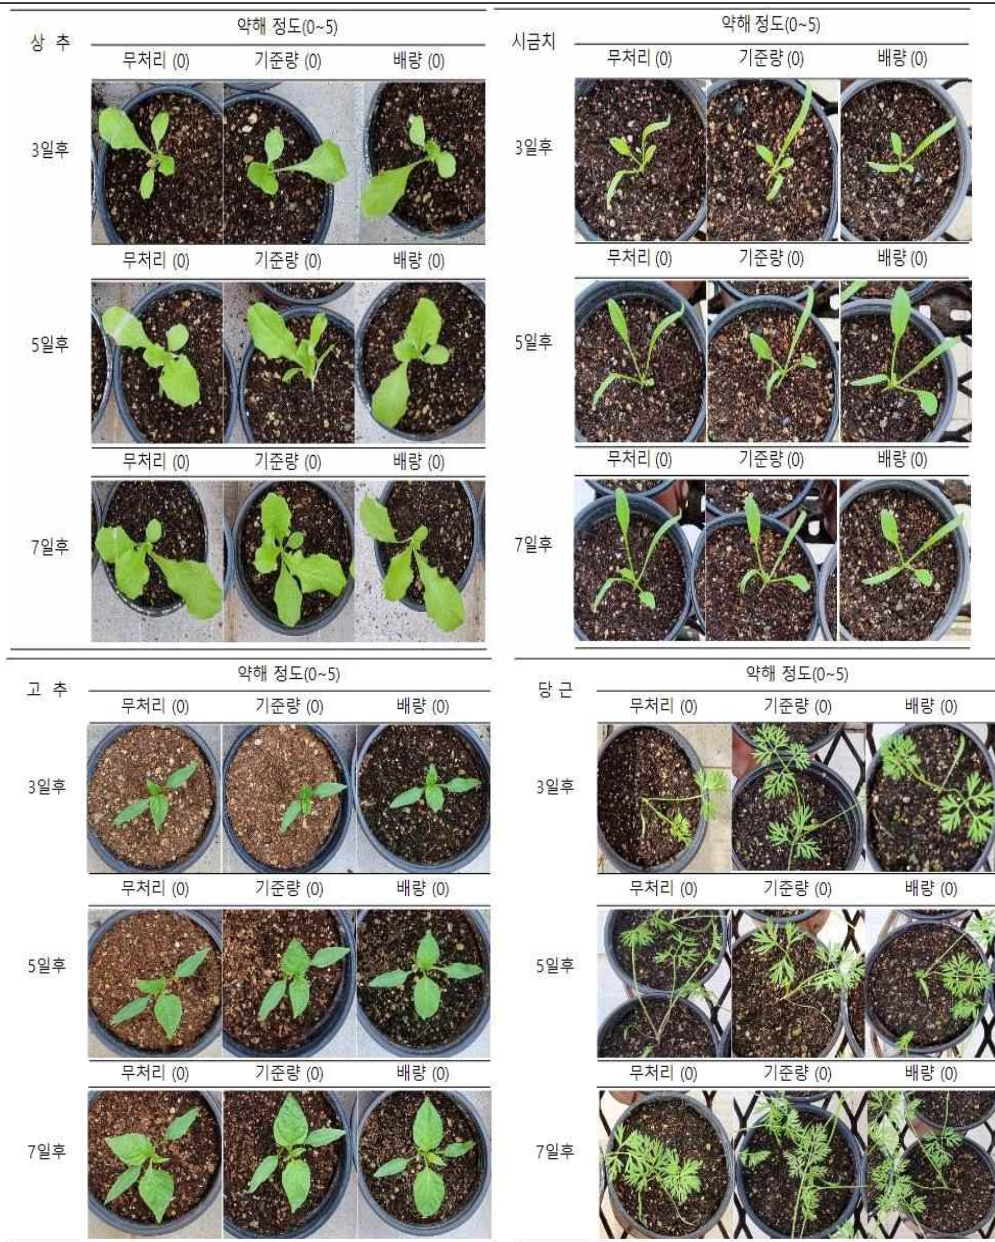 상 추
약해 정도(0~5)
무처리 (0) 기준량 (0) 배량 (0)
3일후
무처리 (0) 기준량 (0) 배량 (0)
5일후
무처리 (0) 기준량 (0) 배량 (0)
7일후
시금치
약해 정도(0~5)
무처리 (0) 기준량 (0) 배량 (0)
3일후
무처리 (0) 기준량 (0) 배량 (0)
5일후
무처리 (0) 기준량 (0) 배량 (0)
7일후
고 추
약해 정도(0~5)
무처리 (0) 기준량 (0) 배량 (0)
3일후
무처리 (0) 기준량 (0) 배량 (0)
5일후
무처리 (0) 기준량 (0) 배량 (0)
7일후
당 근
약해 정도(0~5)
무처리 (0) 기준량 (0) 배량 (0)
3일후
무처리 (0) 기준량 (0) 배량 (0)
5일후
무처리 (0) 기준량 (0) 배량 (0)
7일후